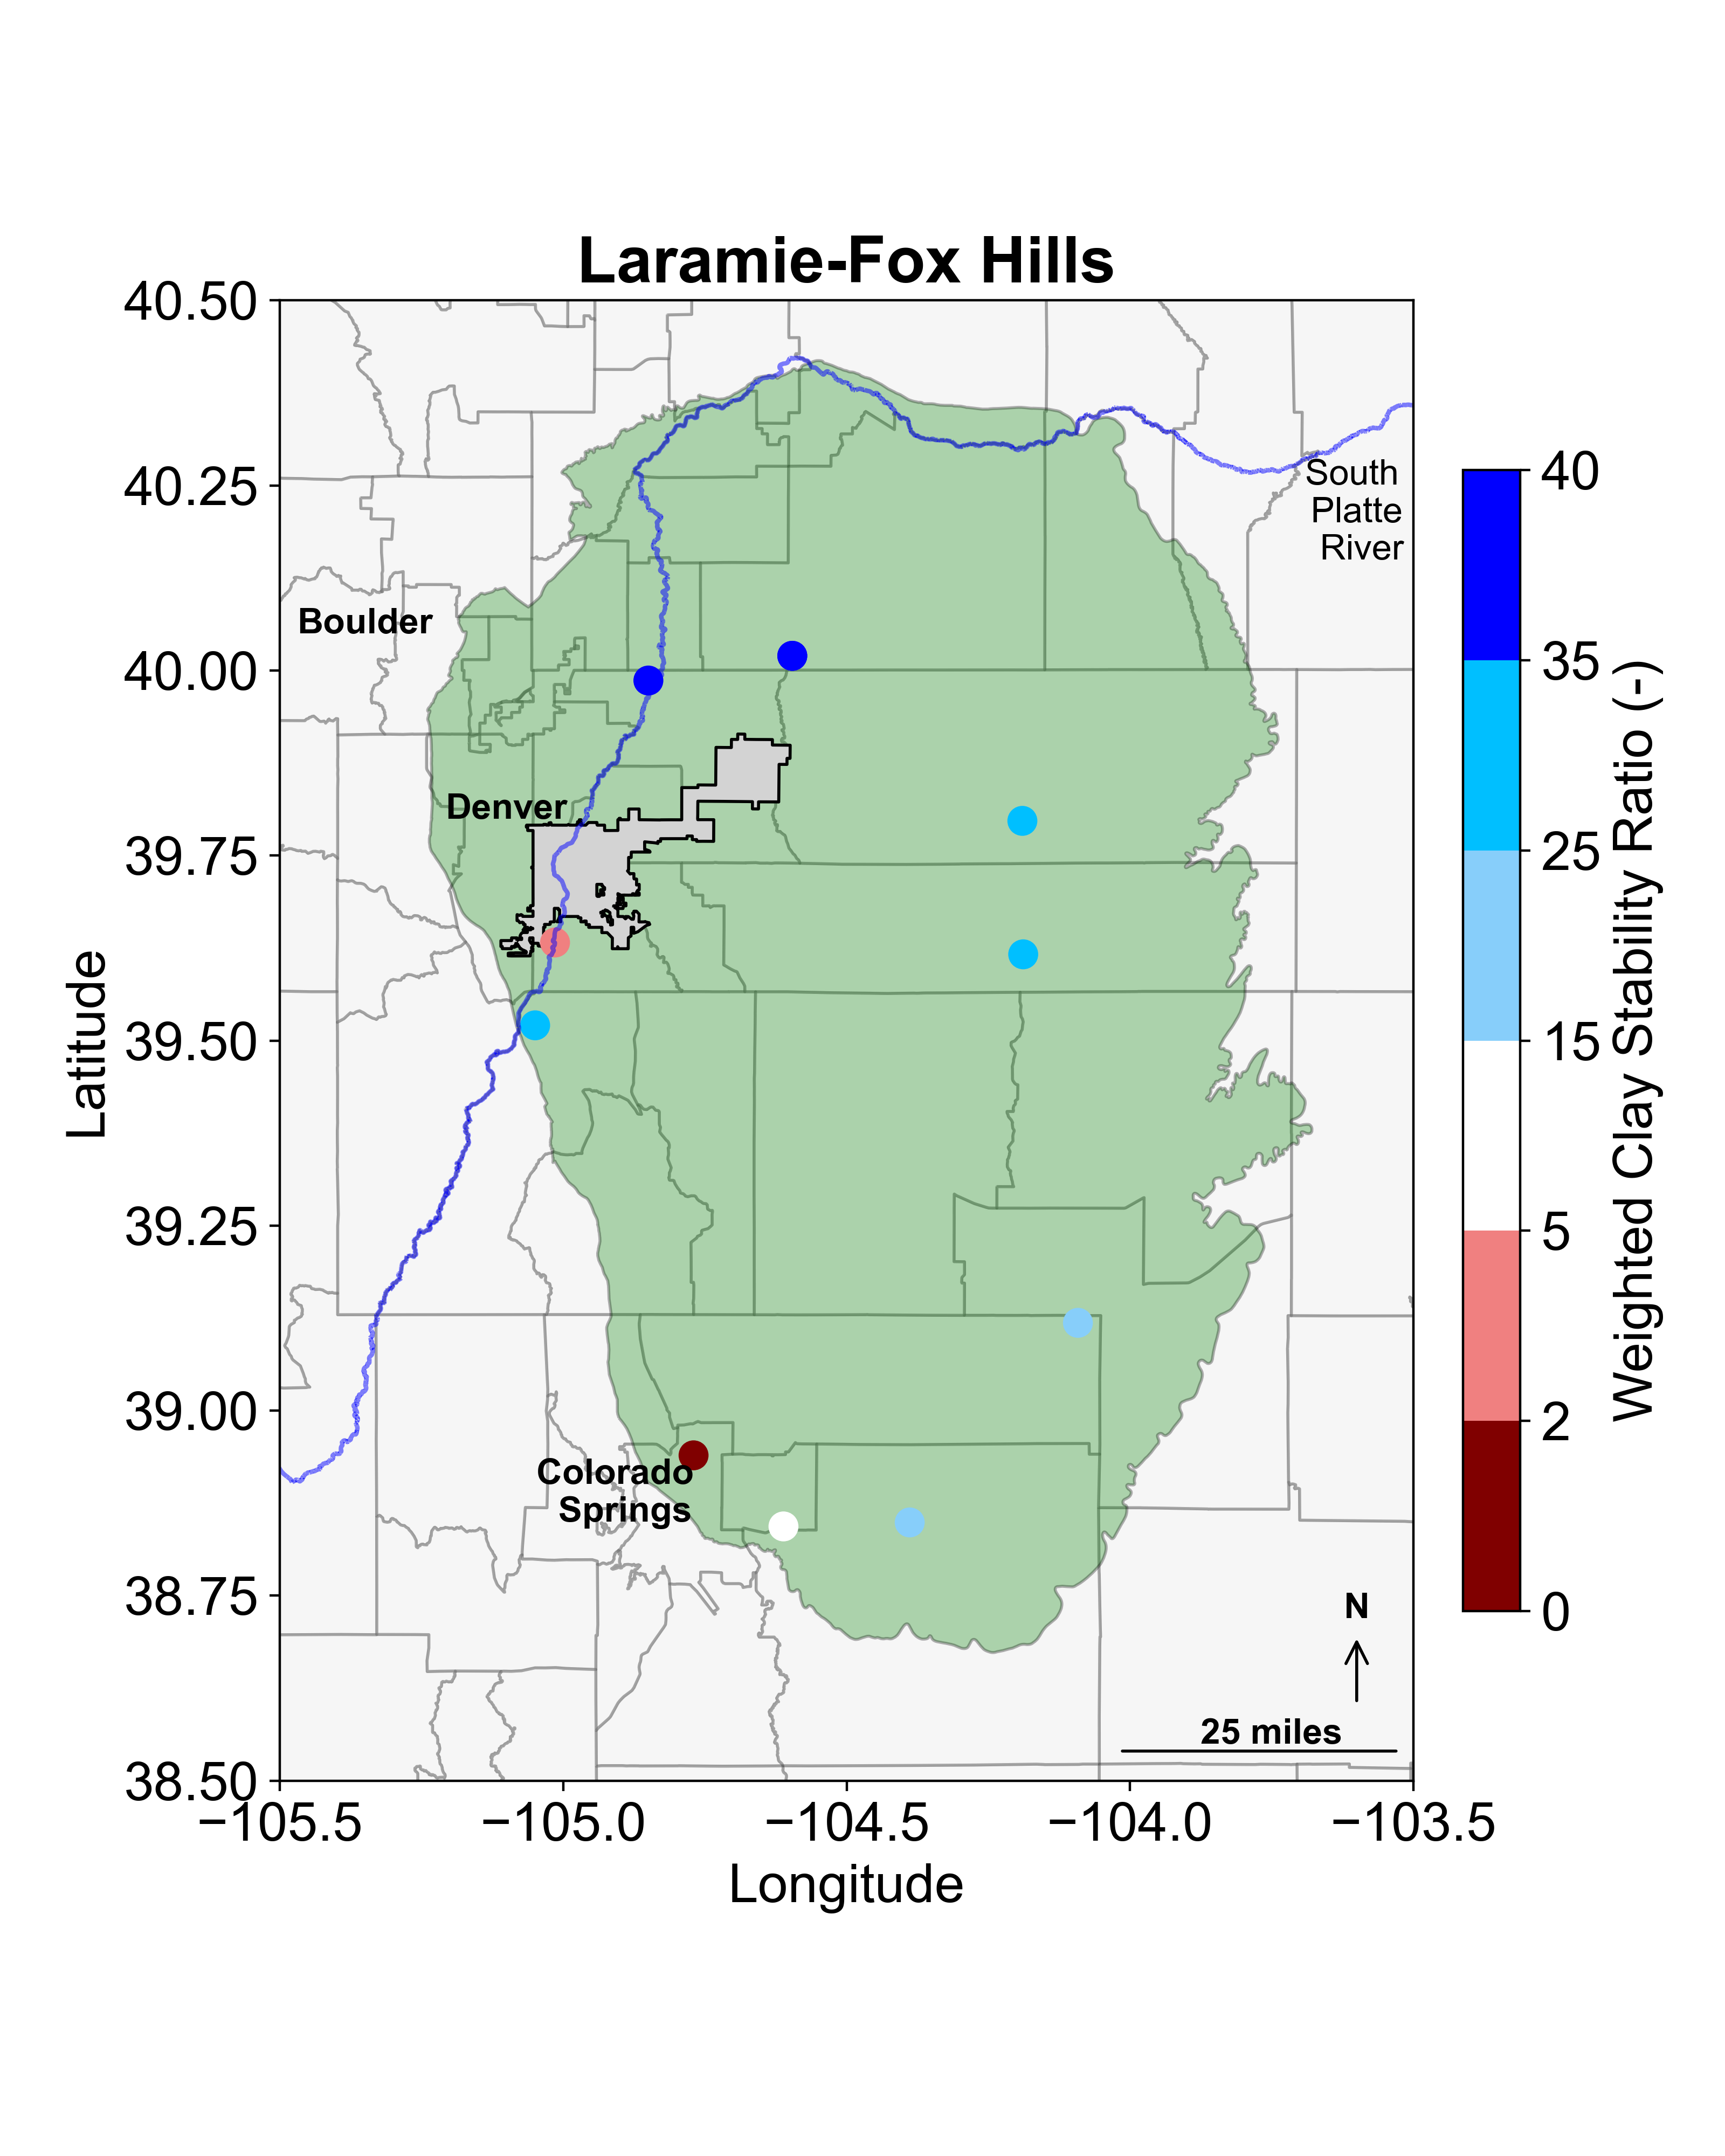 Laramie-Fox Hills
40.50
40.25
40.00
39.75
39.50
39.25
39.00
38.75
38.50
Latitude
−105.5
−105.0
−104.5
−104.0
−103.5
Longitude
Boulder
Denver
Colorado
Springs
South
Platte
River
N
25 miles
40
35
25
15
5
2
0
Weighted Clay Stability Ratio (-)